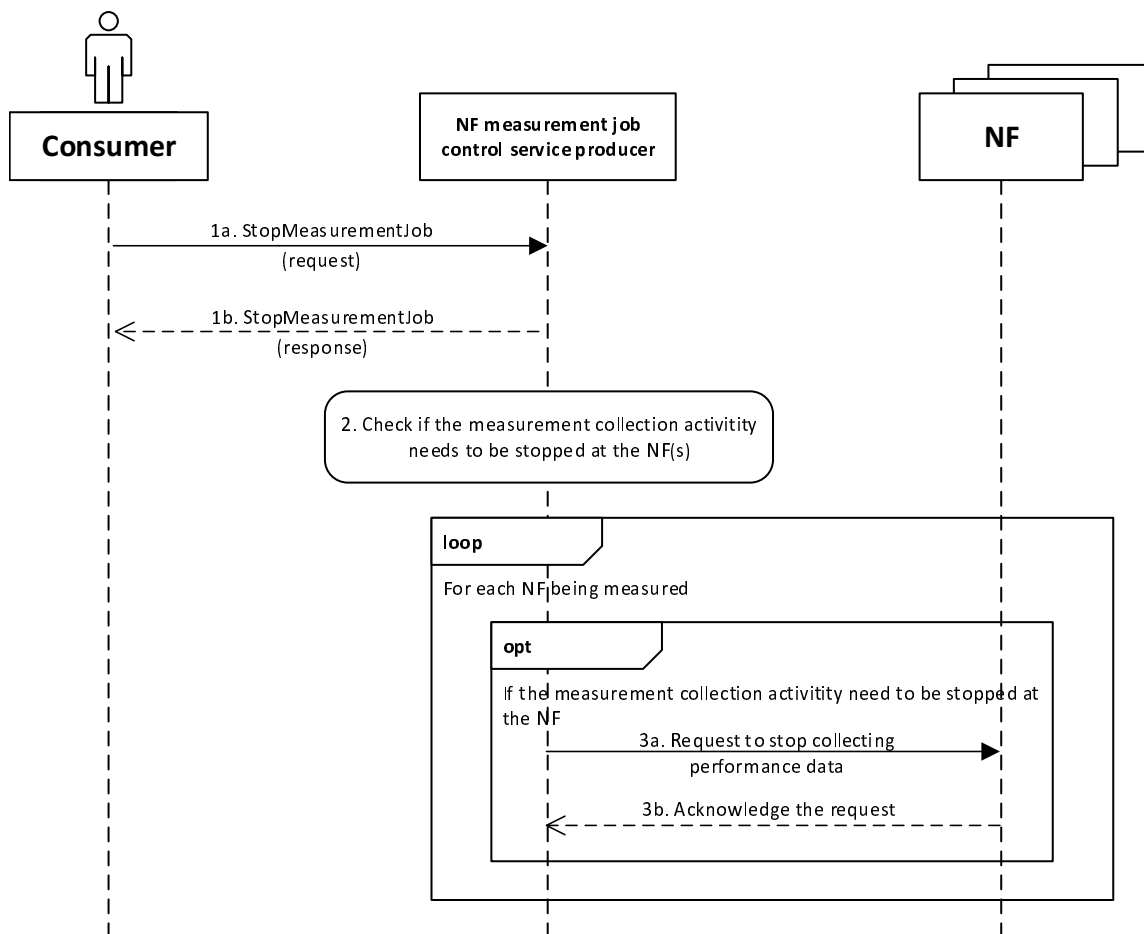 Consumer
NF measurement job
control service producer
NF
1a. StopMeasurementJob
(request)
1b. StopMeasurementJob
(response)
2. Check if the measurement collection activitity
needs to be stopped at the NF(s)
loop
For each NF being measured
opt
If the measurement collection activitity need to be stopped at
the NF
3a. Request to stop collecting
performance data
3b. Acknowledge the request